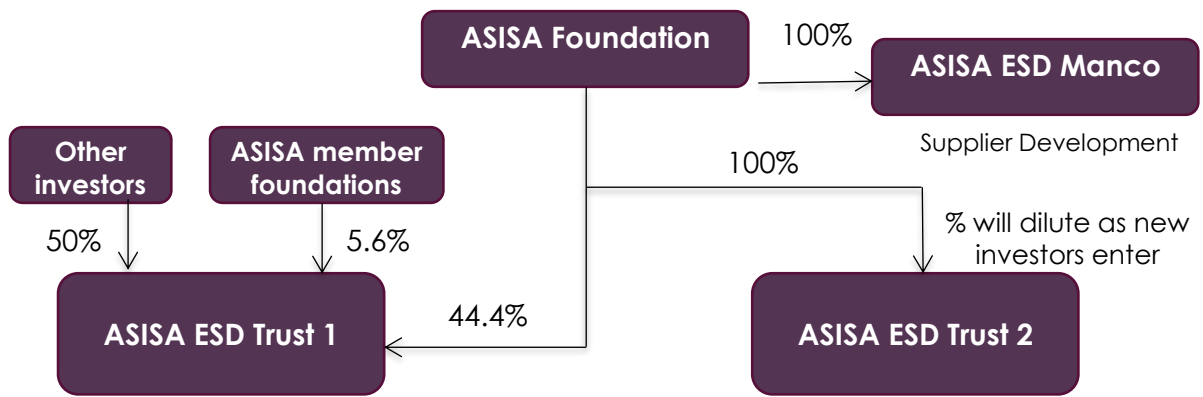 ASISA Foundation
100%
ASISA ESD Manco
Supplier Development
Other
investors
ASISA member
foundations
100%
50%
5.6%
% will dilute as new
investors enter
44.4%
ASISA ESD Trust 1
ASISA ESD Trust 2